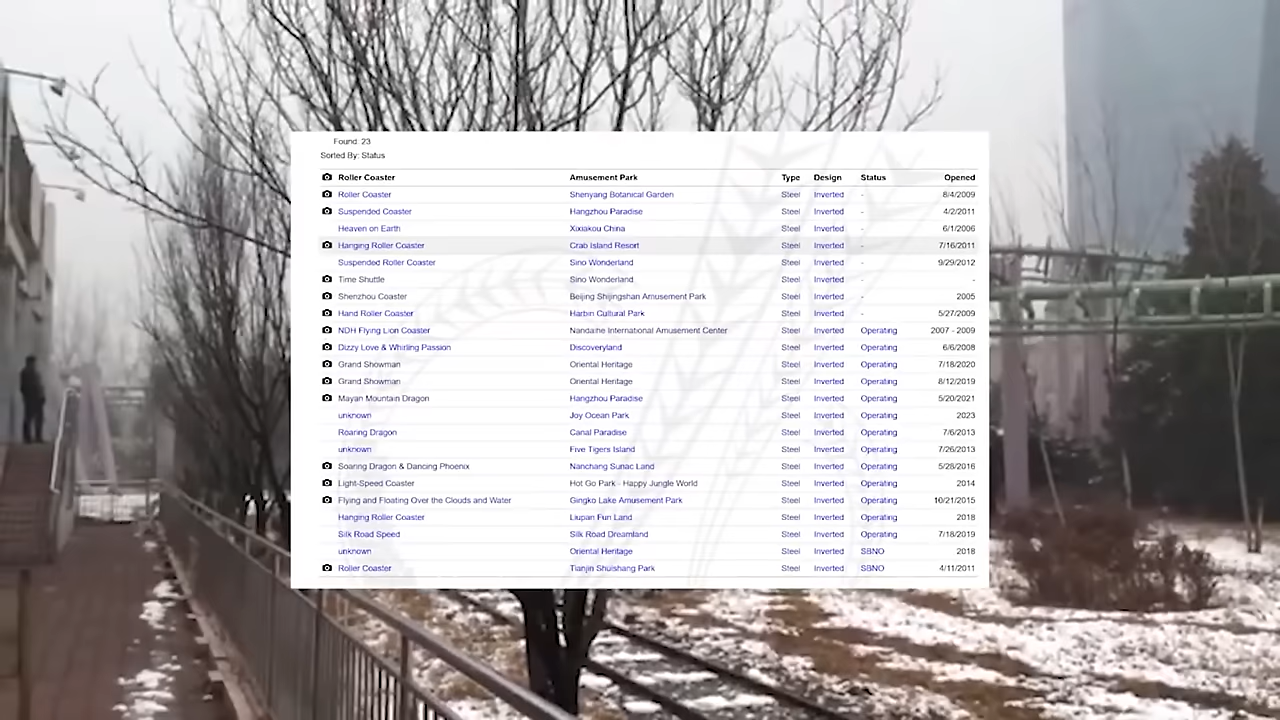 Found: 23
Sorted By: Status
Roller Coaster Amusement Park Type Design Status Opened
Roller Coaster Shenyang Botanical Garden Steel Inverted - 8/4/2009
Suspended Coaster Hangzhou Paradise Steel Inverted - 4/2/2011
Heaven on Earth Xixiakou China Steel Inverted - 6/1/2006
Hanging Roller Coaster Crab Island Resort Steel Inverted - 7/16/2011
Suspended Roller Coaster Sino Wonderland Steel Inverted - 9/29/2012
Time Shuttle Sino Wonderland Steel Inverted - -
Shenzhou Coaster Beijing Shijingshan Amusement Park Steel Inverted - 2005
Hand Roller Coaster Harbin Cultural Park Steel Inverted - 5/27/2009
NDH Flying Lion Coaster Nandaihe International Amusement Center Steel Inverted Operating 2007 - 2009
Dizzy Love & Whirling Passion Discoveryland Steel Inverted Operating 6/6/2008
Grand Showman Oriental Heritage Steel Inverted Operating 7/18/2020
Grand Showman Oriental Heritage Steel Inverted Operating 8/12/2019
Mayan Mountain Dragon Hangzhou Paradise Steel Inverted Operating 5/20/2021
unknown Joy Ocean Park Steel Inverted Operating 2023
Roaring Dragon Canal Paradise Steel Inverted Operating 7/6/2013
unknown Five Tigers Island Steel Inverted Operating 7/26/2013
Soaring Dragon & Dancing Phoenix Nanchang Sunac Land Steel Inverted Operating 5/28/2016
Light-Speed Coaster Hot Go Park - Happy Jungle World Steel Inverted Operating 2014
Flying and Floating Over the Clouds and Water Gingko Lake Amusement Park Steel Inverted Operating 10/21/2015
Hanging Roller Coaster Liupan Fun Land Steel Inverted Operating 2018
Silk Road Speed Silk Road Dreamland Steel Inverted Operating 7/18/2019
unknown Oriental Heritage Steel Inverted SBNO 2018
Roller Coaster Tianjin Shuishang Park Steel Inverted SBNO 4/11/2011